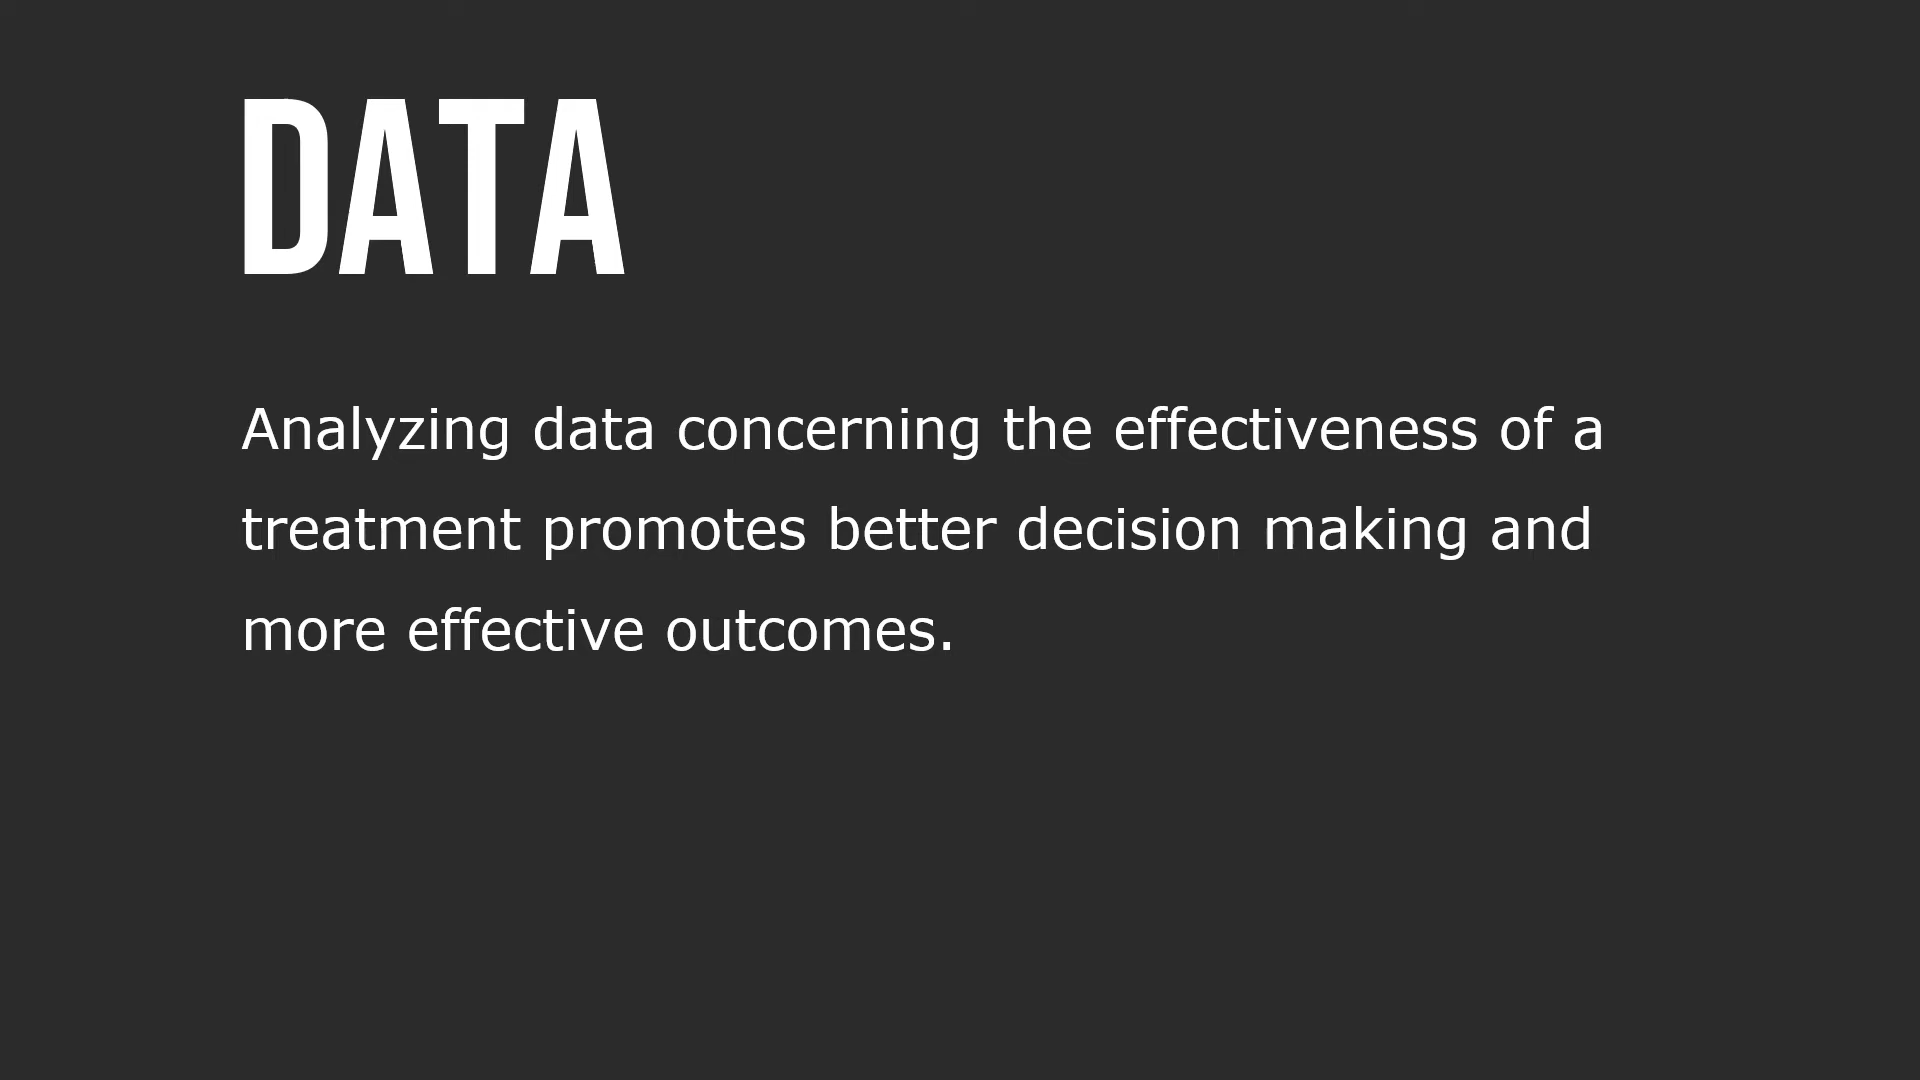 DATA
Analyzing data concerning the effectiveness of a
treatment promotes better decision making and
more effective outcomes.